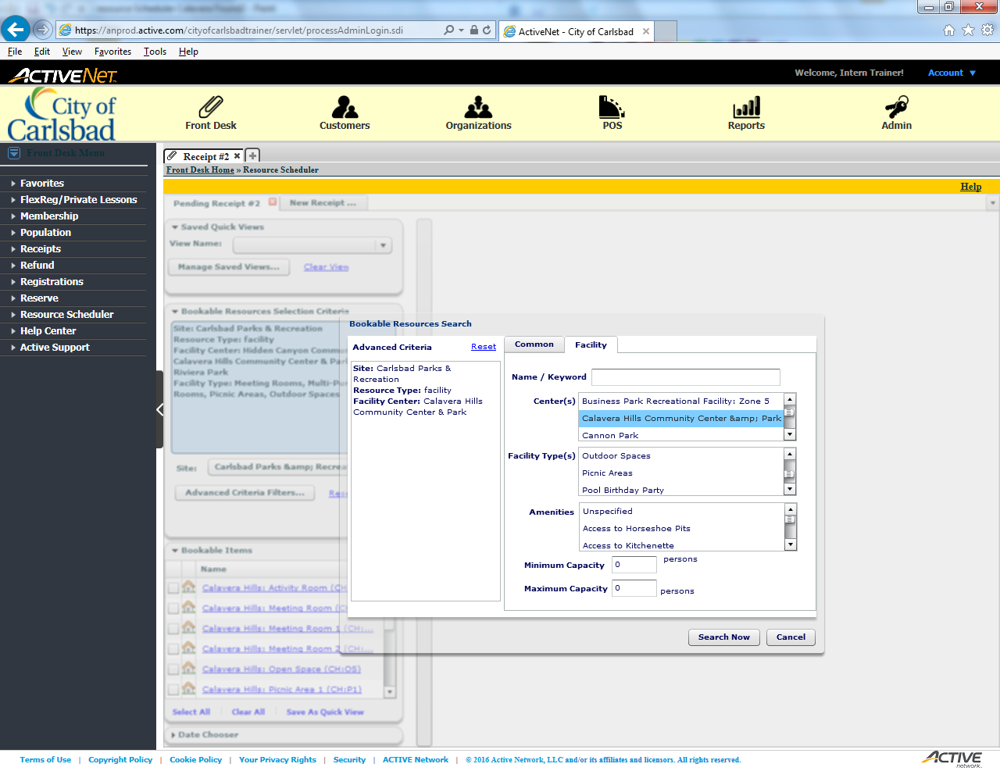 https://anprod.active.com/cityofcarlsbadtrainer/servlet/processAdminLogin.sdi
ActiveNet - City of Carlsbad
File Edit View Favorites Tools Help
ACTIVENET
Welcome, Intern Trainer! Account
City of
Carlsbad
Front Desk Customers Organizations POS Reports Admin
Front Desk Menu
Receipt #2
Front Desk Home » Resource Scheduler
Help
Favorites
FlexReg/Private Lessons
Membership
Population
Receipts
Refund
Registrations
Reserve
Resource Scheduler
Help Center
Active Support
Pending Receipt #2 New Receipt ...
Saved Quick Views
View Name:
Manage Saved Views... Clear View
Bookable Resources Selection Criteria
Site: Carlsbad Parks & Recreation
Resource Type: facility
Facility Center: Hidden Canyon Commu
Calavera Hills Community Center & Par
Riviera Park
Facility Type: Meeting Rooms, Multi-Pu
Rooms, Picnic Areas, Outdoor Spaces
Site: Carlsbad Parks &amp; Recrea
Advanced Criteria Filters... Res
Bookable Items
Name
Calavera Hills: Activity Room (CH
Calavera Hills: Meeting Room (C
Calavera Hills: Meeting Room 1 (CH:...
Calavera Hills: Meeting Room 2 (CH:...
Calavera Hills: Open Space (CH:OS)
Calavera Hills: Picnic Area 1 (CH:P1)
Select All Clear All Save As Quick View
Date Chooser
Bookable Resources Search
Advanced Criteria Reset
Site: Carlsbad Parks &
Recreation
Resource Type: facility
Facility Center: Calavera Hills
Community Center & Park
Common Facility
Name / Keyword
Center(s)
Business Park Recreational Facility: Zone 5
Calavera Hills Community Center &amp; Park
Cannon Park
Facility Type(s)
Outdoor Spaces
Picnic Areas
Pool Birthday Party
Amenities
Unspecified
Access to Horseshoe Pits
Access to Kitchenette
Minimum Capacity 0 persons
Maximum Capacity 0 persons
Search Now Cancel
Terms of Use | Copyright Policy | Cookie Policy | Your Privacy Rights | Security | ACTIVE Network | © 2016 Active Network, LLC and/or its affiliates and licensors. All rights reserved.
ACTIVE
network.